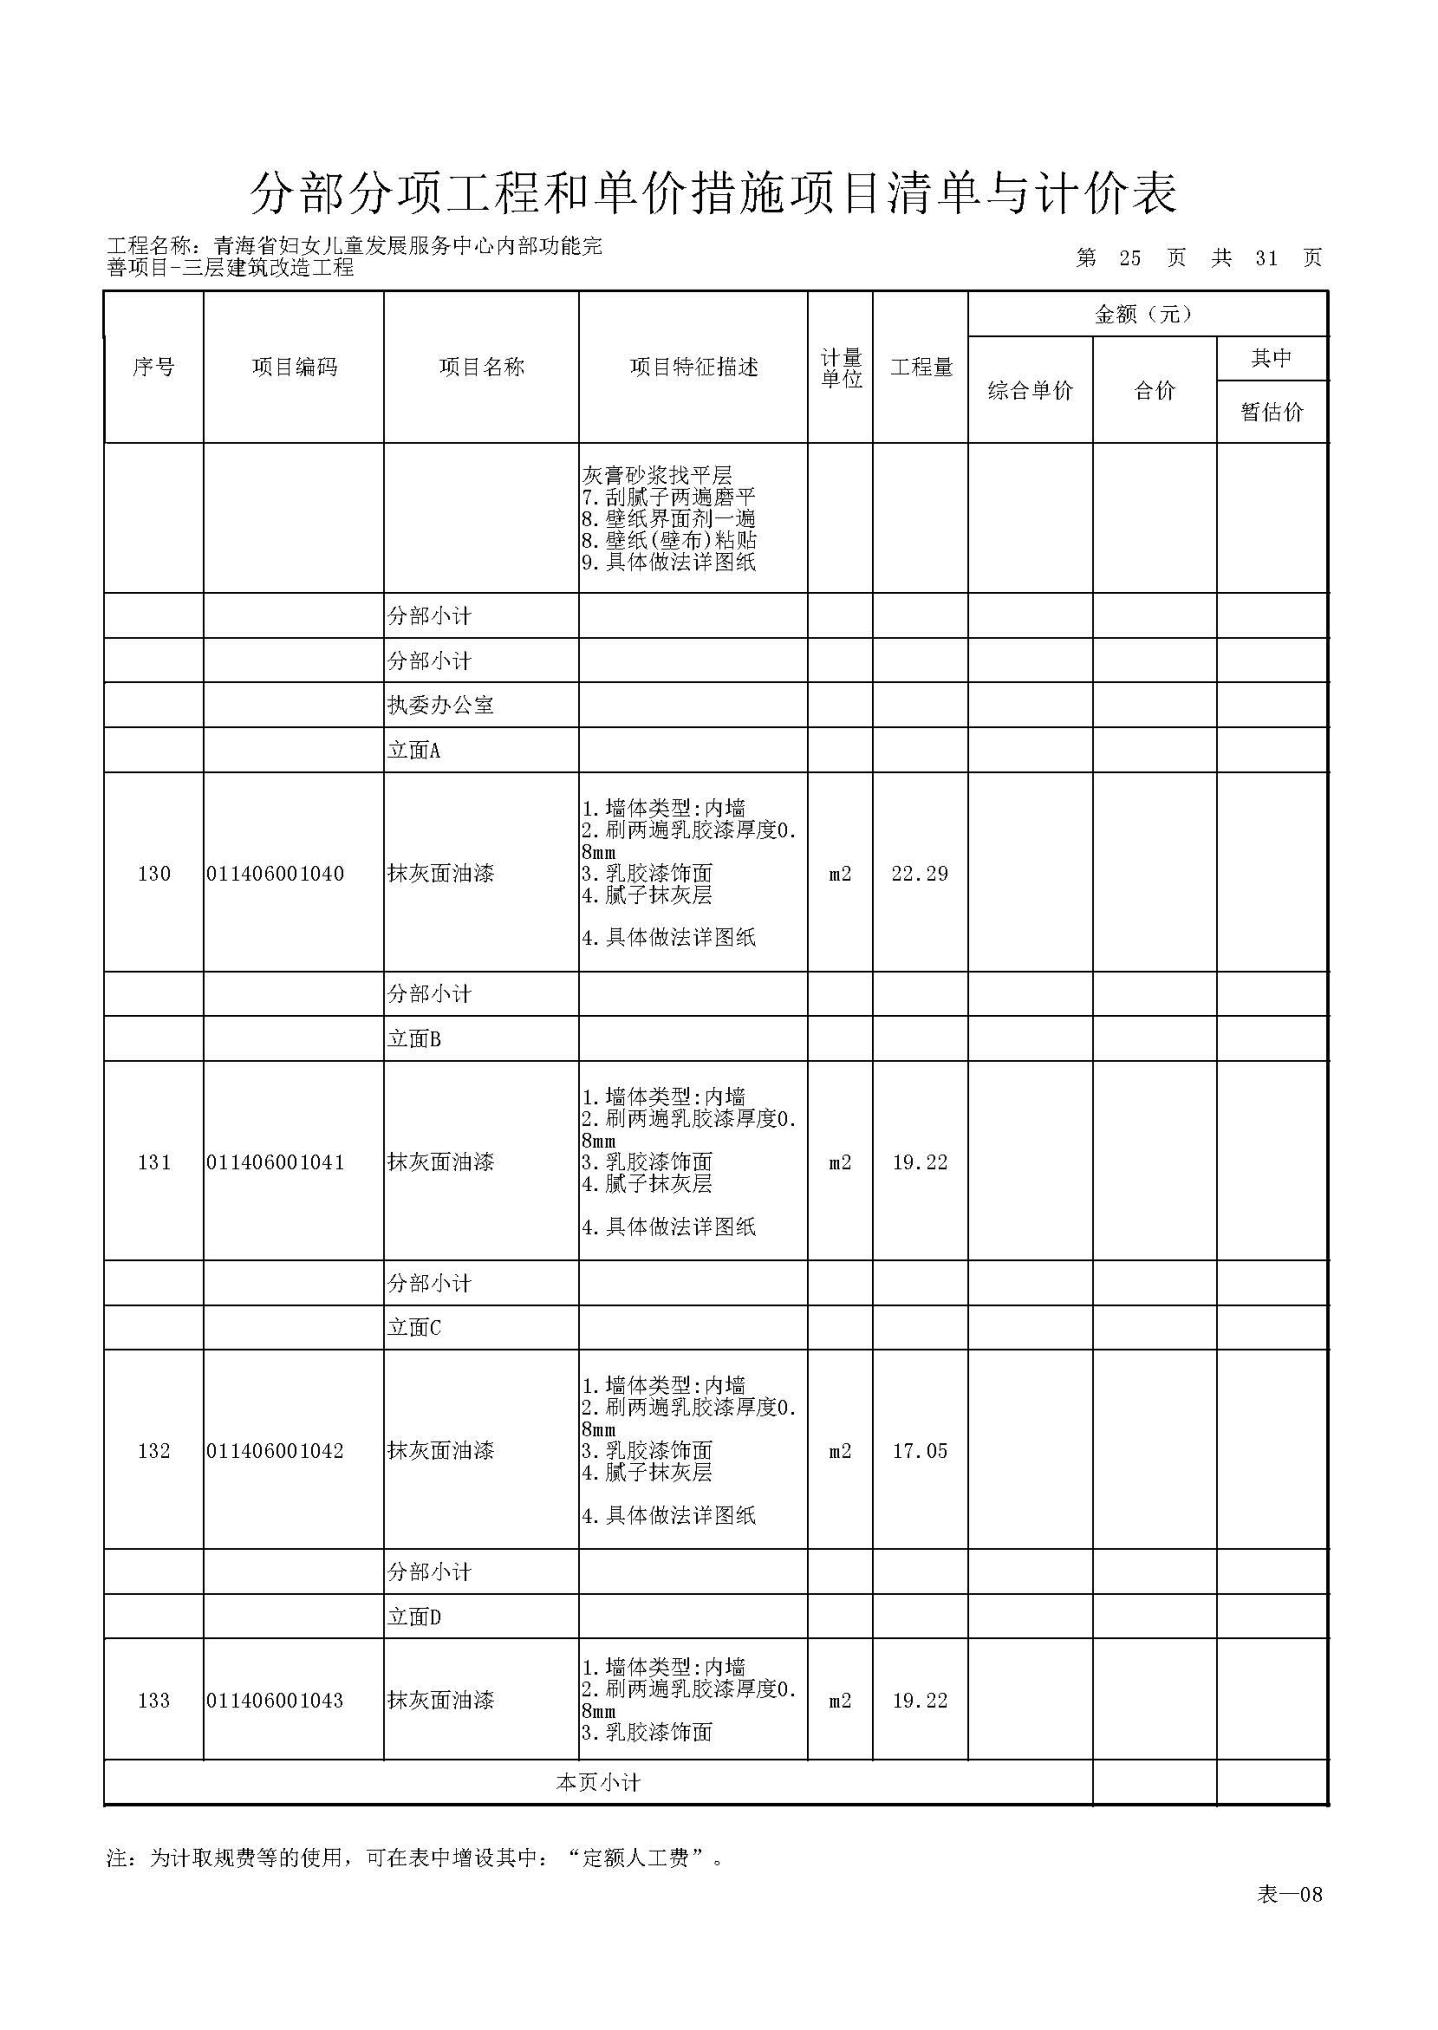 分部分项工程和单价措施项目清单与计价表
工程名称：青海省妇女儿童发展服务中心内部功能完
善项目-三层建筑改造工程
第 25 页 共 31 页
序号 项目编码 项目名称 项目特征描述 计量单位 工程量 金额（元）
综合单价 合价 其中
暂估价
灰膏砂浆找平层
7.刮腻子两遍磨平
8.壁纸界面剂一遍
8.壁纸(壁布)粘贴
9.具体做法详图纸
分部小计
分部小计
执委办公室
立面A
130 011406001040 抹灰面油漆
1.墙体类型:内墙
2.刷两遍乳胶漆厚度0.
8mm
3.乳胶漆饰面
4.腻子抹灰层
4.具体做法详图纸
m2 22.29
分部小计
立面B
131 011406001041 抹灰面油漆
1.墙体类型:内墙
2.刷两遍乳胶漆厚度0.
8mm
3.乳胶漆饰面
4.腻子抹灰层
4.具体做法详图纸
m2 19.22
分部小计
立面C
132 011406001042 抹灰面油漆
1.墙体类型:内墙
2.刷两遍乳胶漆厚度0.
8mm
3.乳胶漆饰面
4.腻子抹灰层
4.具体做法详图纸
m2 17.05
分部小计
立面D
133 011406001043 抹灰面油漆
1.墙体类型:内墙
2.刷两遍乳胶漆厚度0.
8mm
3.乳胶漆饰面
m2 19.22
本页小计
注：为计取规费等的使用，可在表中增设其中：“定额人工费”。
表—08